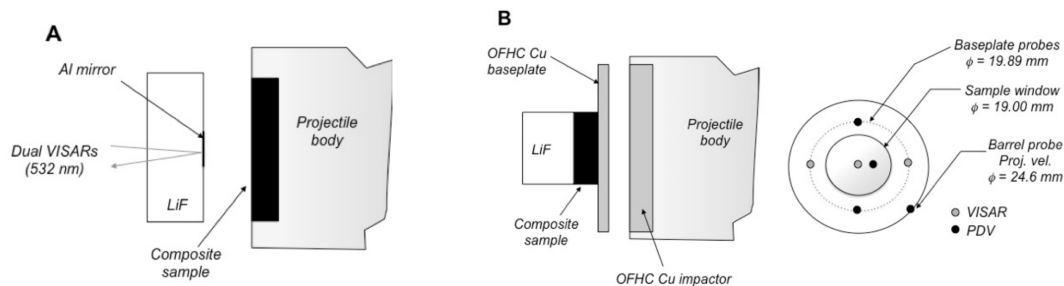 A
Al mirror
Dual VISARs
(532 nm)
LiF
Projectile
body
Composite
sample
B
OFHC Cu
baseplate
LiF
Projectile
body
Composite
sample
OFHC Cu impactor
Baseplate probes
ϕ = 19.89 mm
Sample window
ϕ = 19.00 mm
Barrel probe
Proj. vel.
ϕ = 24.6 mm
VISAR
PDV